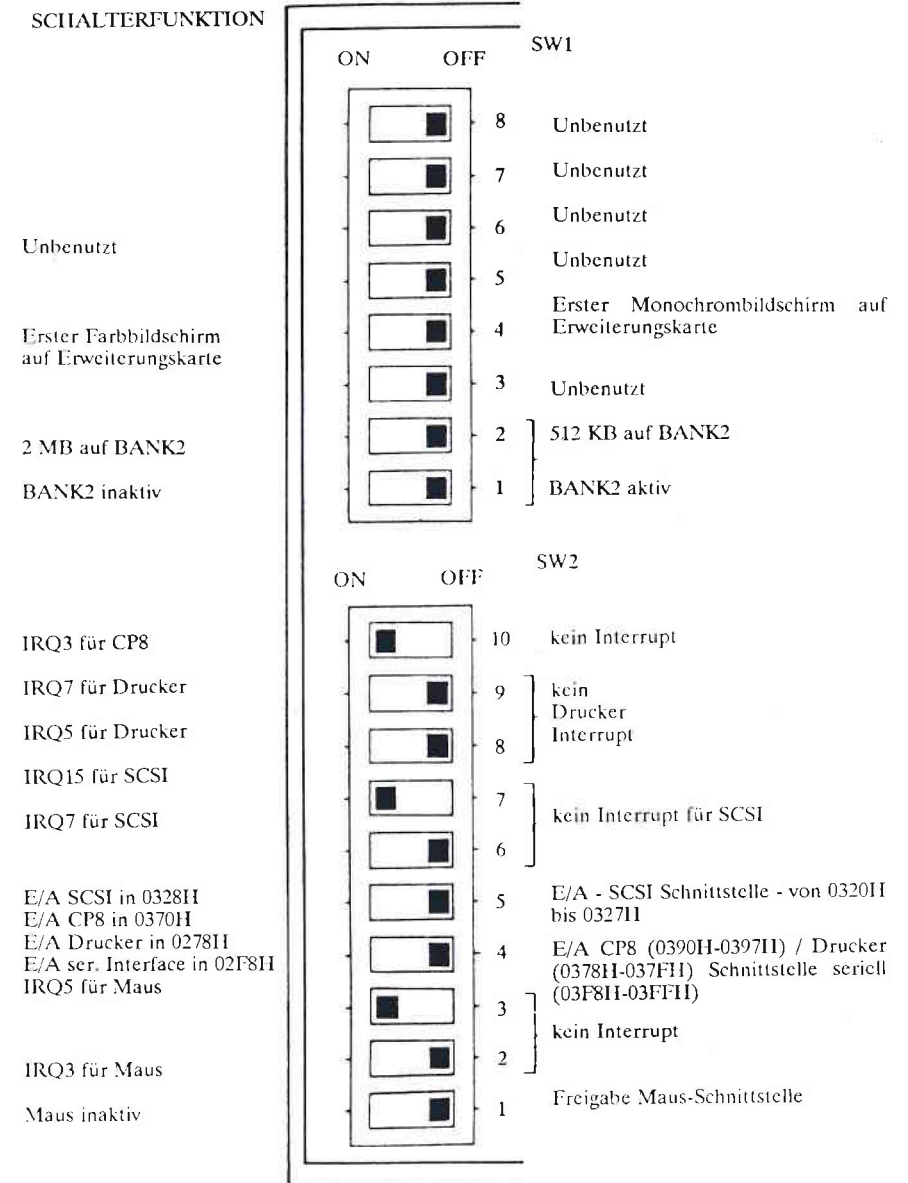 SCHALTERFUNKTION
ON OFF SW1
8 Unbenutzt
7 Unbenutzt
6 Unbenutzt
Unbenutzt
5 Unbenutzt
4 Erster Monochrombildschirm auf
Erweiterungskarte
Erster Farbbildschirm
auf Erweiterungskarte
3 Unbenutzt
2 512 KB auf BANK2
2 MB auf BANK2
BANK2 inaktiv
1 BANK2 aktiv
ON OFF SW2
IRQ3 für CP8
10 kein Interrupt
IRQ7 für Drucker
9 kein
Drucker
Interrupt
IRQ5 für Drucker
8
IRQ15 für SCSI
7
IRQ7 für SCSI
kein Interrupt für SCSI
6
E/A SCSI in 0328H
5 E/A - SCSI Schnittstelle - von 0320H
bis 0327H
E/A CP8 in 0370H
E/A Drucker in 0278H
E/A ser. Interface in 02F8H
IRQ5 für Maus
4 E/A CP8 (0390H-0397H) / Drucker
(0378H-037FH) Schnittstelle seriell
(03F8H-03FFH)
3
kein Interrupt
2
IRQ3 für Maus
Maus inaktiv
1 Freigabe Maus-Schnittstelle